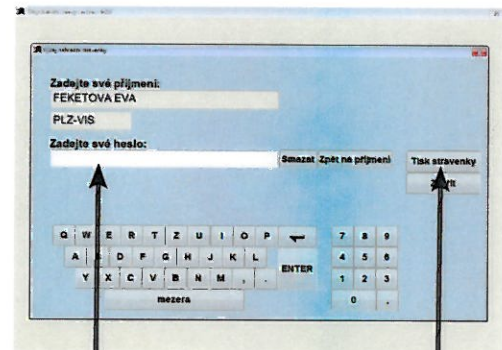 Zadejte své příjmení:
FEKETOVA EVA
PLZ-VIS
Zadejte své heslo:
Smazat Zpět na příjmení Tisk stravenky
Q W E R T Z U I O P 7 8 9
A S D F G H J K L 4 5 6
ENTER
Y X C V B N M , . 1 2 3
mezera 0 .